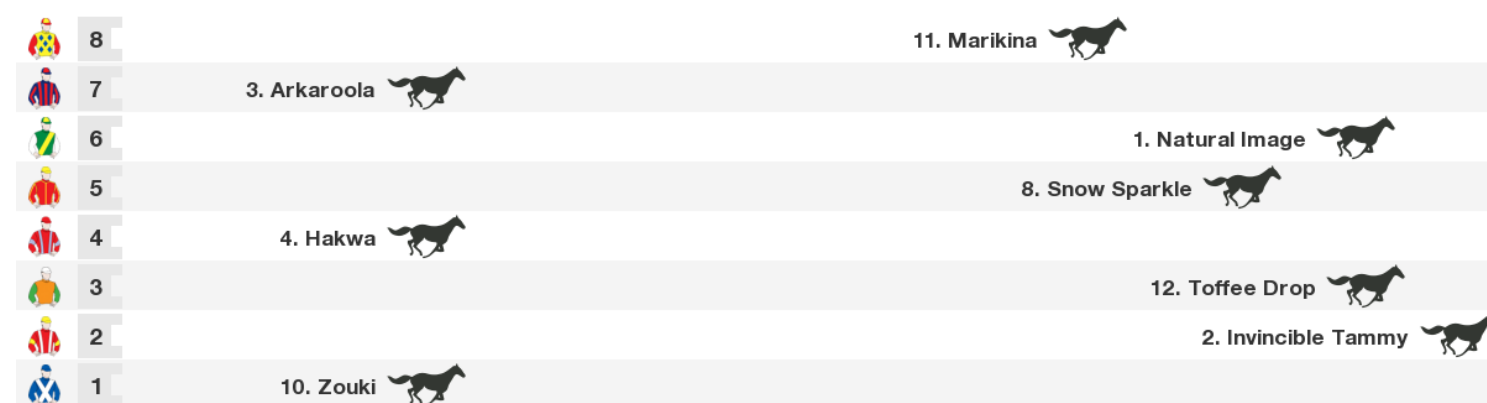 8 11. Marikina
7 3. Arkaroola
6 1. Natural Image
5 8. Snow Sparkle
4 4. Hakwa
3 12. Toffee Drop
2 2. Invincible Tammy
1 10. Zouki